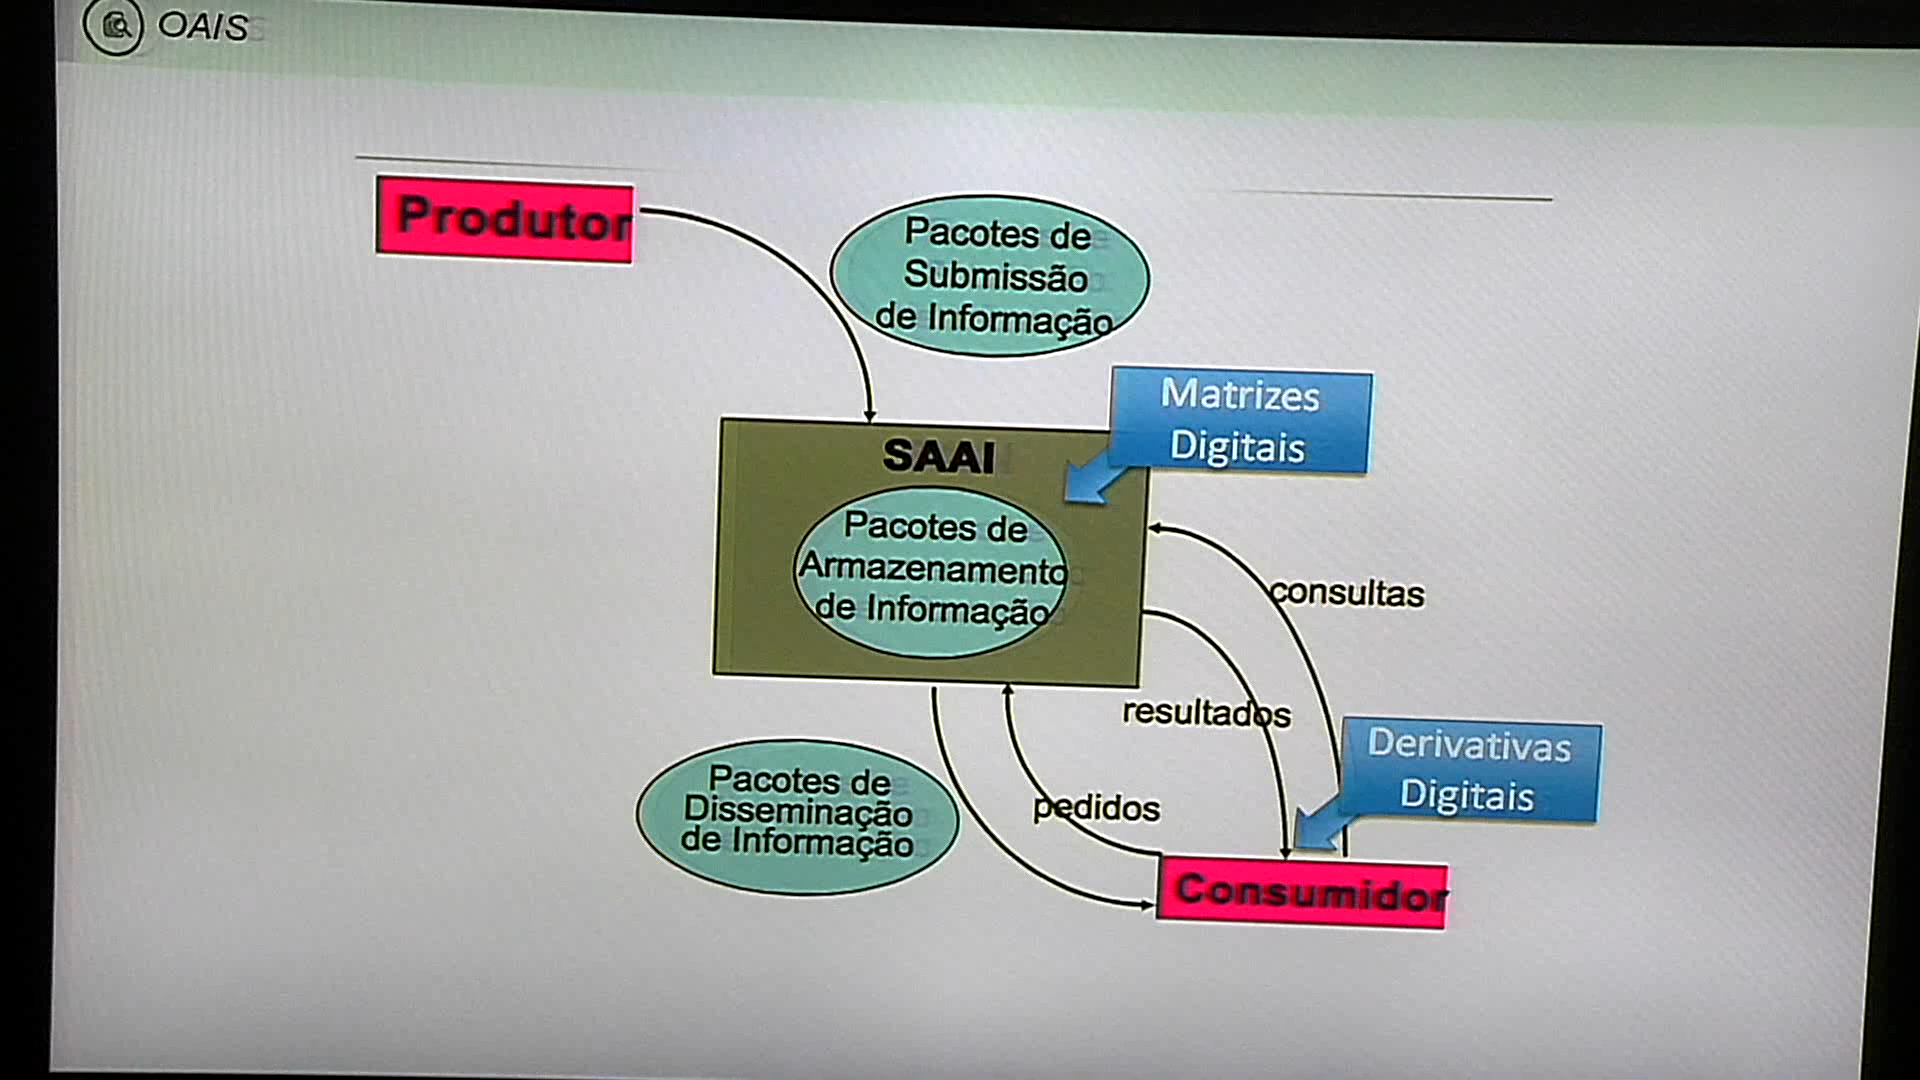 OAIS
Produtor
Pacotes de
Submissão
de Informação
Matrizes
Digitais
SAAI
Pacotes de
Armazenamento
de Informação
consultas
resultados
Derivativas
Digitais
Pacotes de
Disseminação
de Informação
pedidos
Consumidor